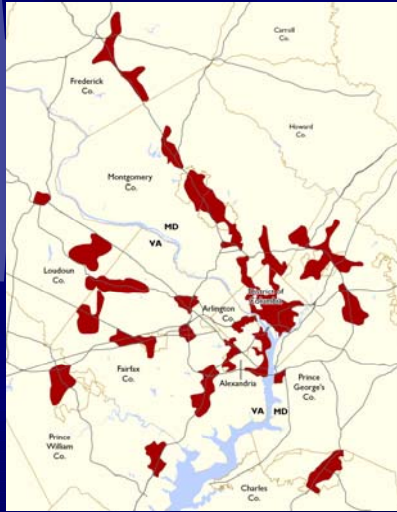 Carroll
Co.
Frederick
Co.
Howard
Co.
Montgomery
Co.
MD
VA
Loudoun
Co.
District of
Columbia
Arlington
Co.
Fairfax
Co.
Alexandria
Prince
George's
Co.
VA
MD
Prince
William
Co.
Charles
Co.